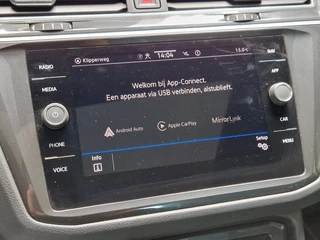 RADIO
MEDIA
PHONE
VOICE
Klipperweg
14:04
15.0°C
Welkom bij App-Connect.
Een apparaat via USB verbinden, alstublieft.
Android Auto
Apple CarPlay
MirrorLink
Info
Setup
NAV
APP
CAR
MENU